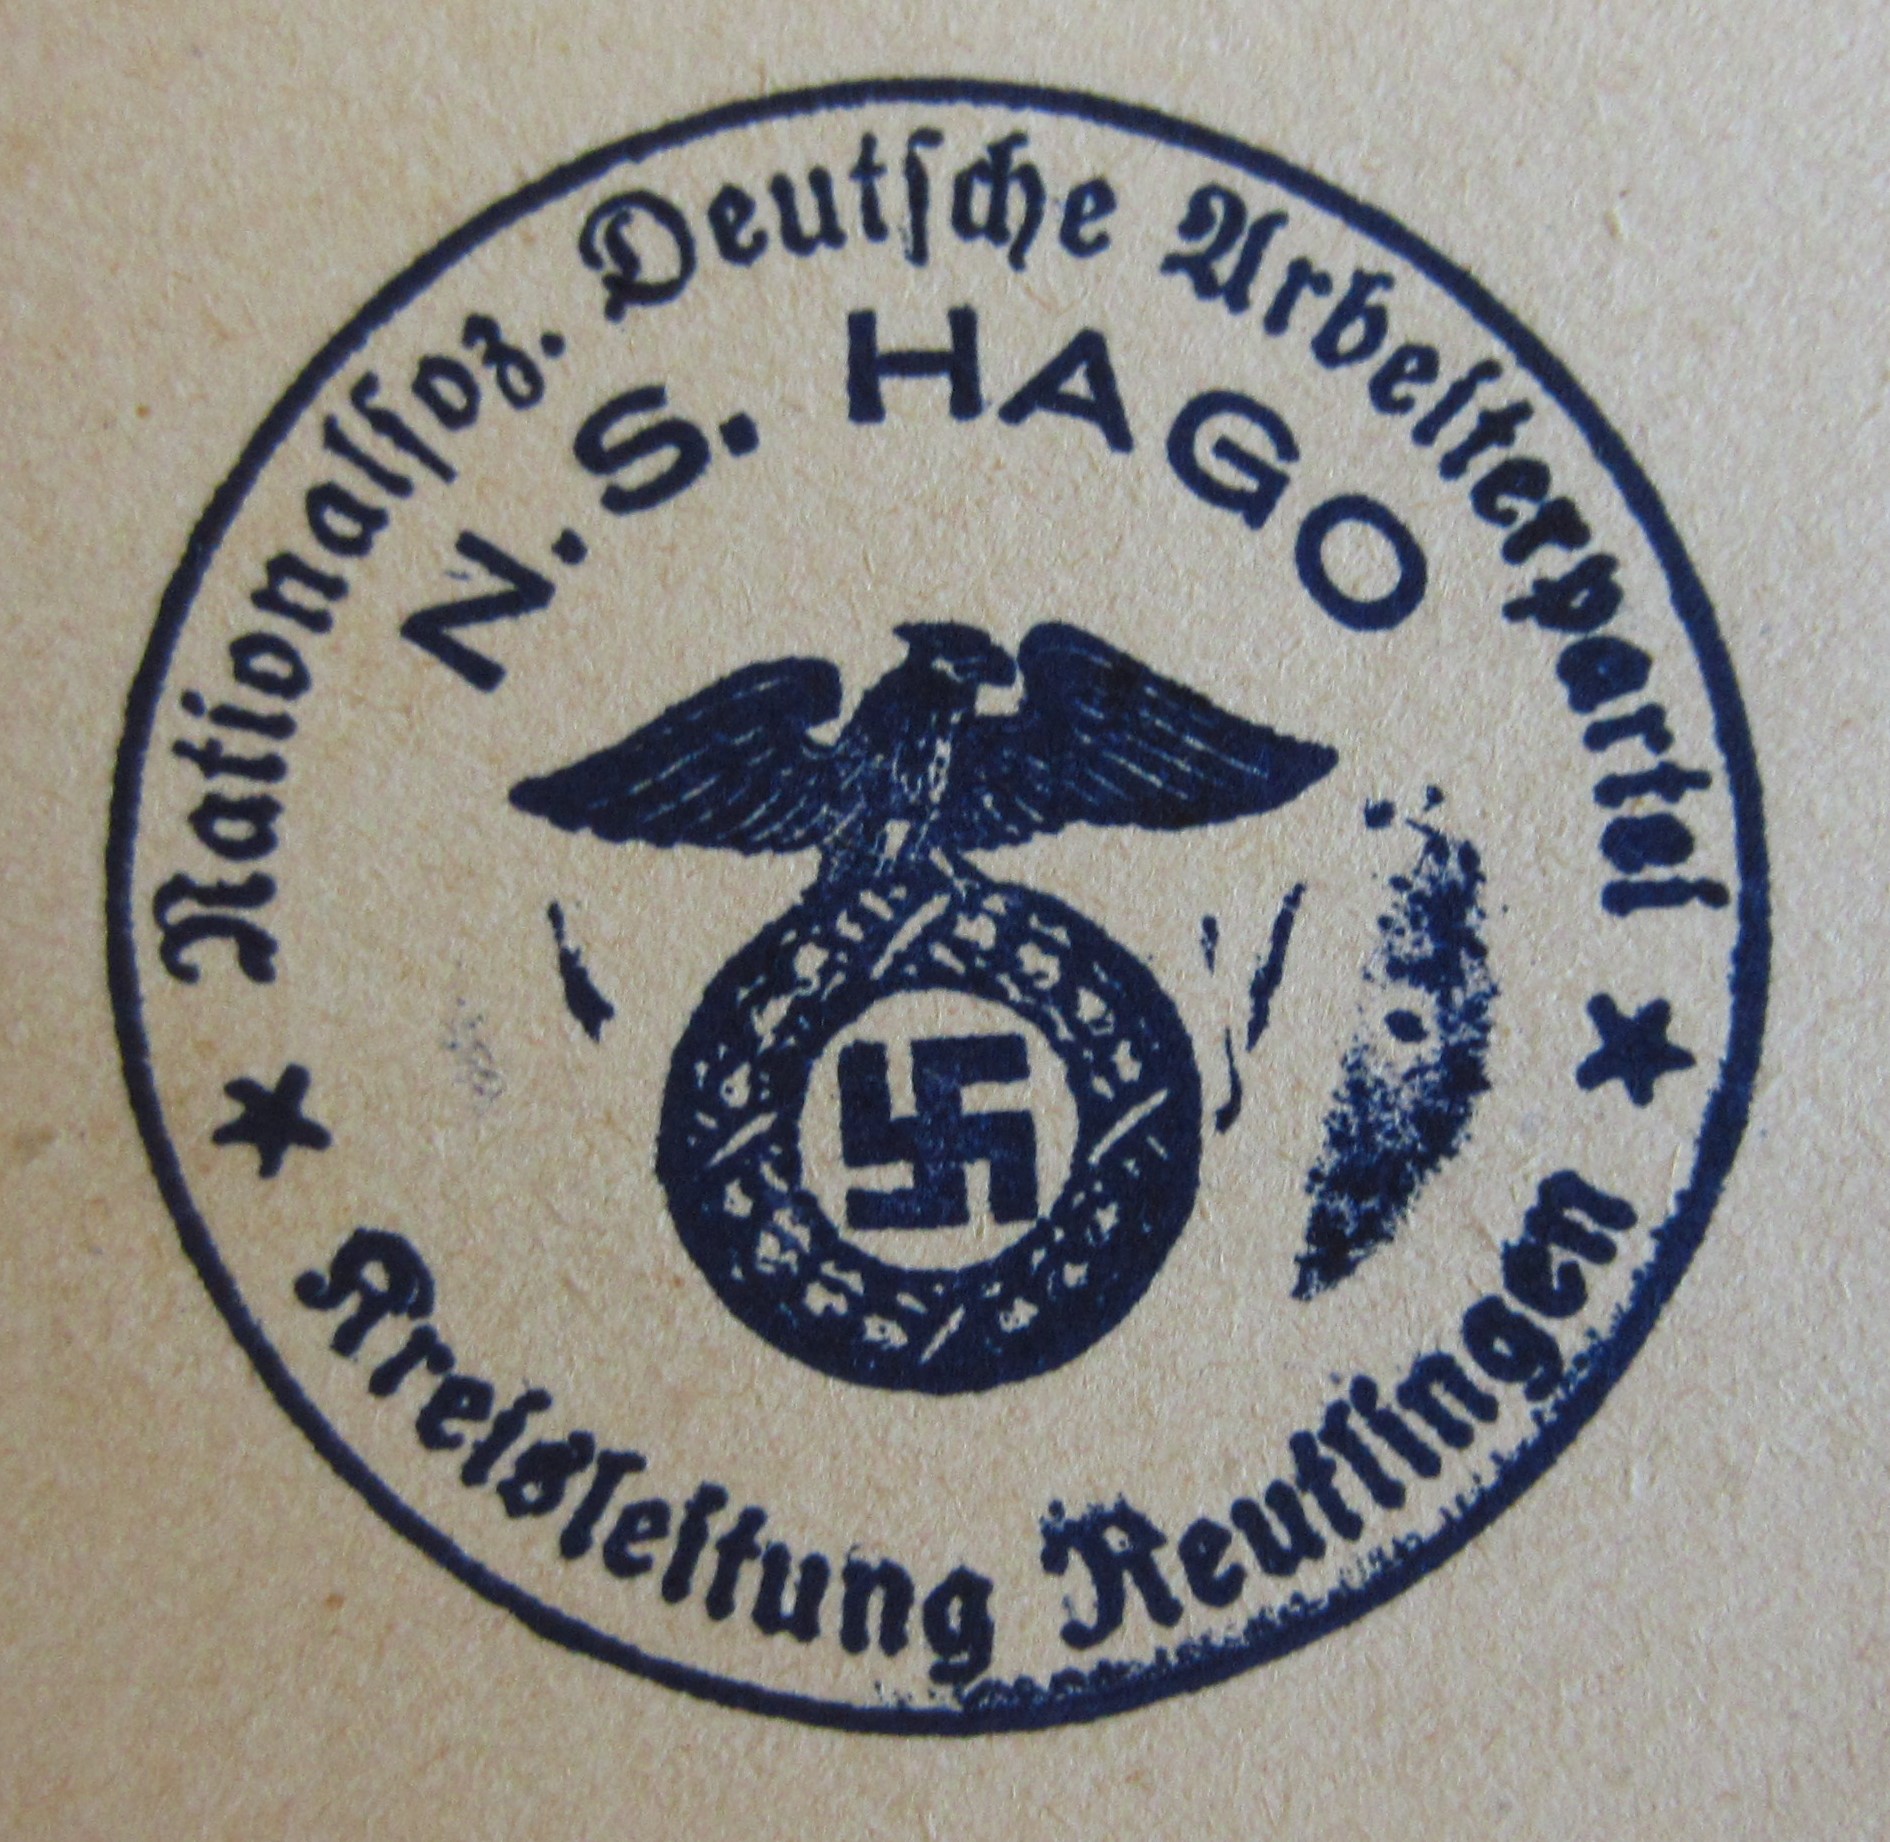 Nationalsoz. Deutsche Arbeiterpartei
N. S. HAGO
Kreisleitung Reutlingen